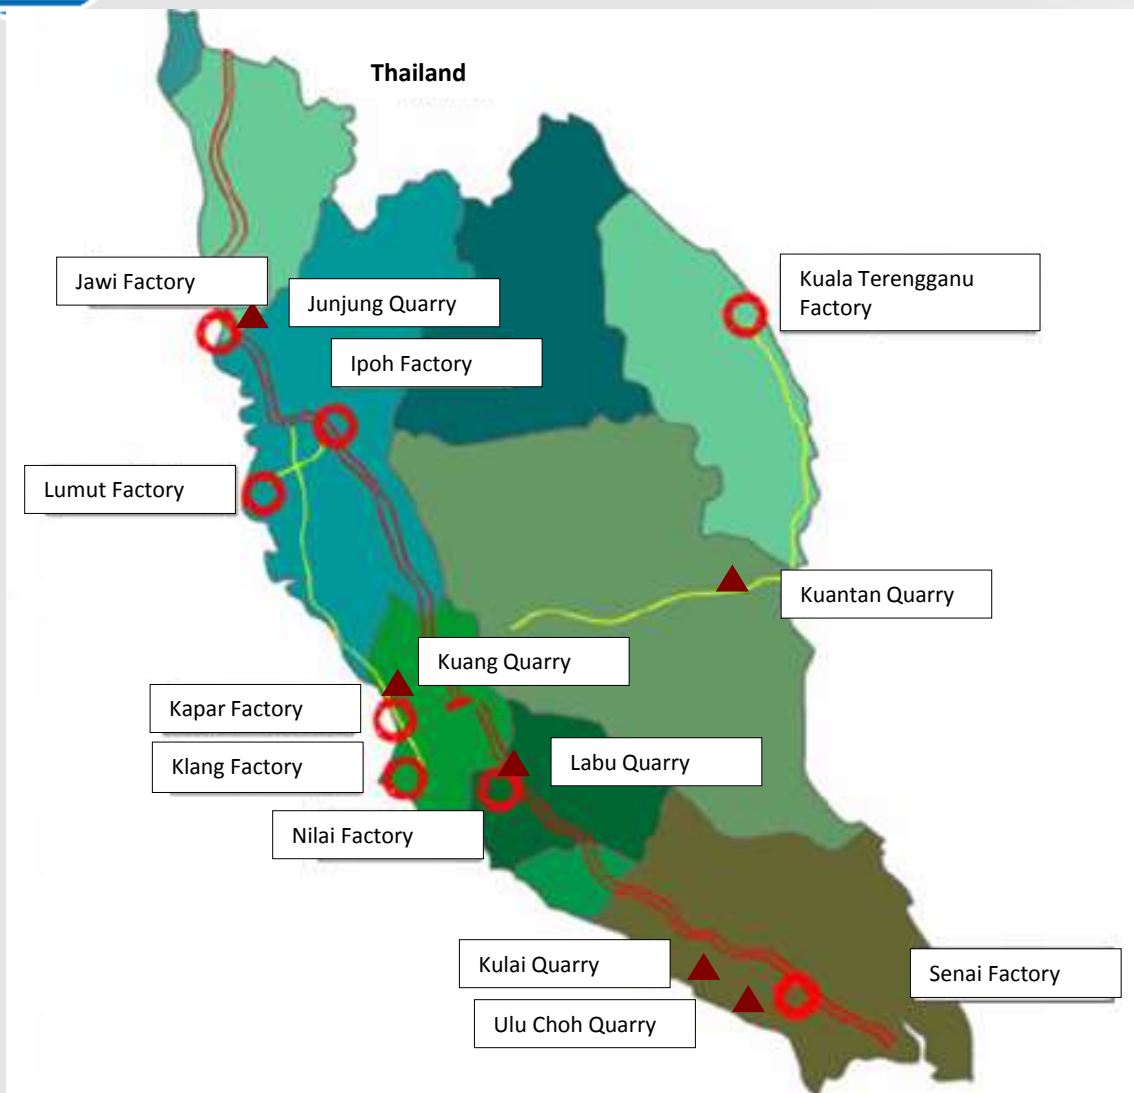 Thailand
Jawi Factory
Junjung Quarry
Kuala Terengganu
Factory
Ipoh Factory
Lumut Factory
Kuantan Quarry
Kuang Quarry
Kapar Factory
Klang Factory
Labu Quarry
Nilai Factory
Kulai Quarry
Senai Factory
Ulu Choh Quarry